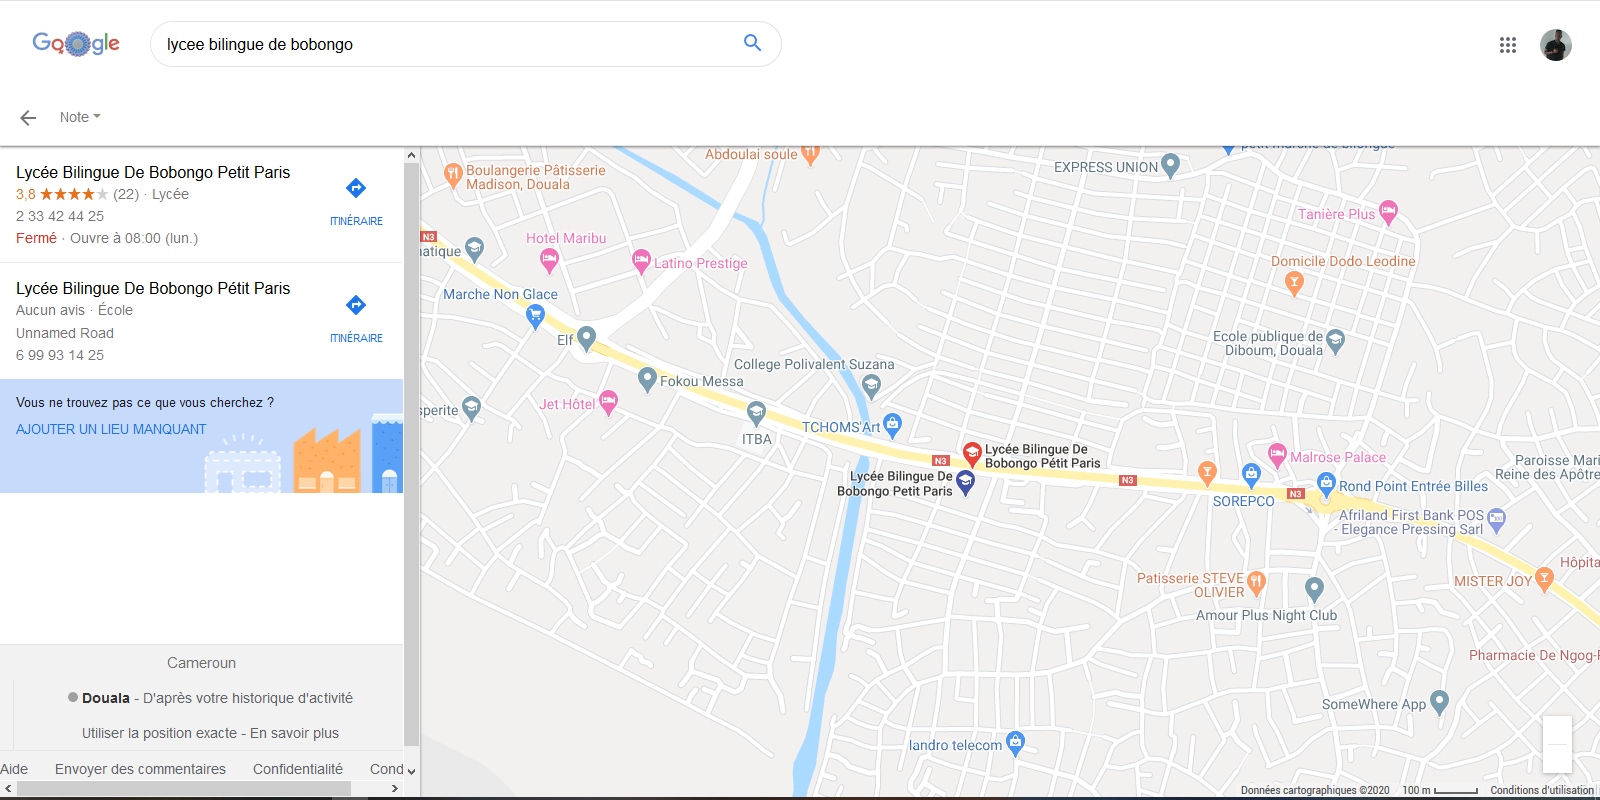 Google
lycee bilingue de bobongo
Note
Lycée Bilingue De Bobongo Petit Paris
3,8 (22) · Lycée
2 33 42 44 25
Fermé · Ouvre à 08:00 (lun.)
ITINÉRAIRE
Lycée Bilingue De Bobongo Pétit Paris
Aucun avis · École
Unnamed Road
6 99 93 14 25
ITINÉRAIRE
Vous ne trouvez pas ce que vous cherchez ?
AJOUTER UN LIEU MANQUANT
Cameroun
Douala - D'après votre historique d'activité
Utiliser la position exacte - En savoir plus
Aide Envoyer des commentaires Confidentialité Cond
Abdoulai soule
petit marche de bilongue
EXPRESS UNION
Boulangerie Pâtisserie
Madison, Douala
Tanière Plus
N3
atique
Hotel Maribu
Latino Prestige
Domicile Dodo Leodine
Marche Non Glace
Elf
Ecole publique de
Diboum, Douala
College Polivalent Suzana
Fokou Messa
Jet Hôtel
sperite
ITBA
TCHOMS'Art
N3
Lycée Bilingue De
Bobongo Pétit Paris
Lycée Bilingue De
Bobongo Petit Paris
N3
Malrose Palace
Paroisse Mari
Reine des Apôtre
SOREPCO
N3
Rond Point Entrée Billes
Afriland First Bank POS
- Elegance Pressing Sarl
Hôpita
Patisserie STEVE
OLIVIER
MISTER JOY
Amour Plus Night Club
Pharmacie De Ngog-
SomeWhere App
landro telecom
Données cartographiques ©2020 100 m Conditions d'utilisation